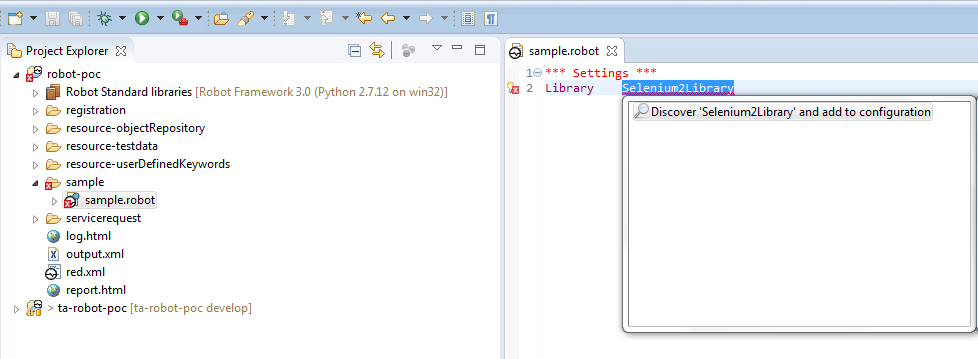 Project Explorer
robot-poc
Robot Standard libraries [Robot Framework 3.0 (Python 2.7.12 on win32)]
registration
resource-objectRepository
resource-testdata
resource-userDefinedKeywords
sample
sample.robot
servicerequest
log.html
output.xml
red.xml
report.html
> ta-robot-poc [ta-robot-poc develop]
sample.robot
1 *** Settings ***
2 Library Selenium2Library
Discover 'Selenium2Library' and add to configuration